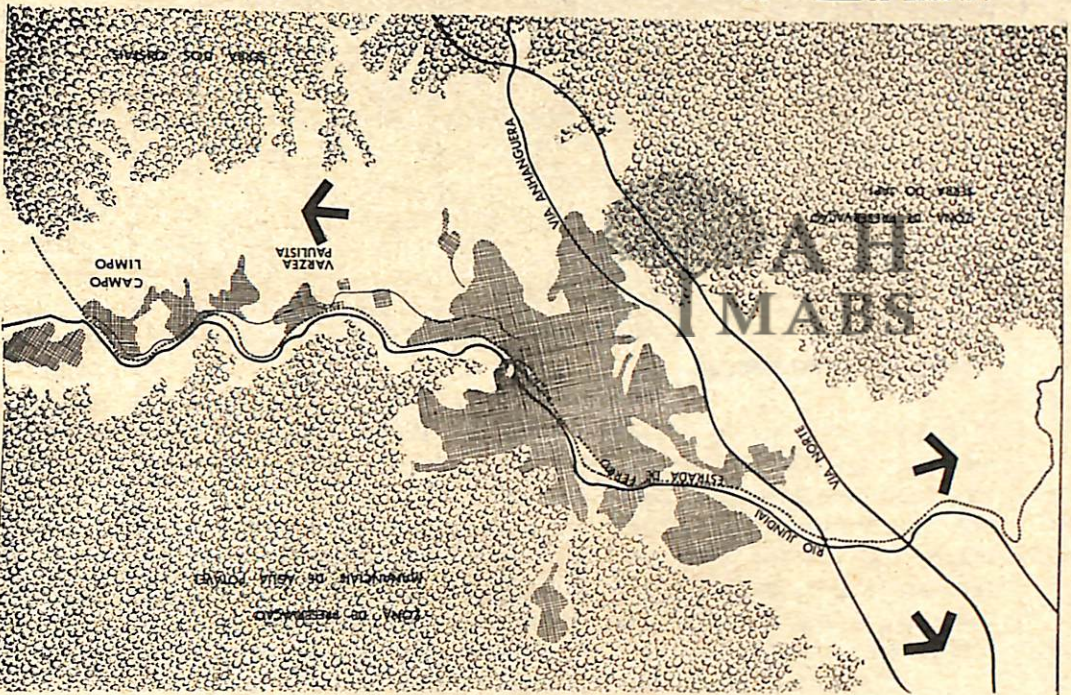 ZONA DE PRESERVAÇÃO
MANANCIAIS DE AGUA POTAVEL
RIO JUNDIAI
ESTRADA DE FERRO
VIA NORTE
CAMPO
LIMPO
VARZEA
PAULISTA
ZONA DE PRESERVAÇÃO
SERRA DO JAPI
VIA ANHANGUERA
SERRA DOS CRISTAIS
AH
MABS